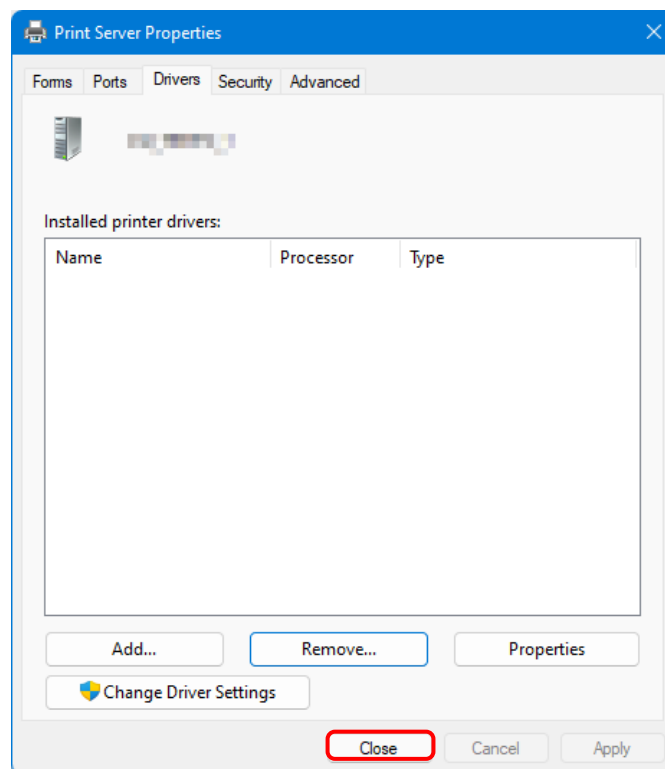 Print Server Properties
Forms Ports Drivers Security Advanced
Installed printer drivers:
Name Processor Type
Add... Remove... Properties
Change Driver Settings
Close Cancel Apply